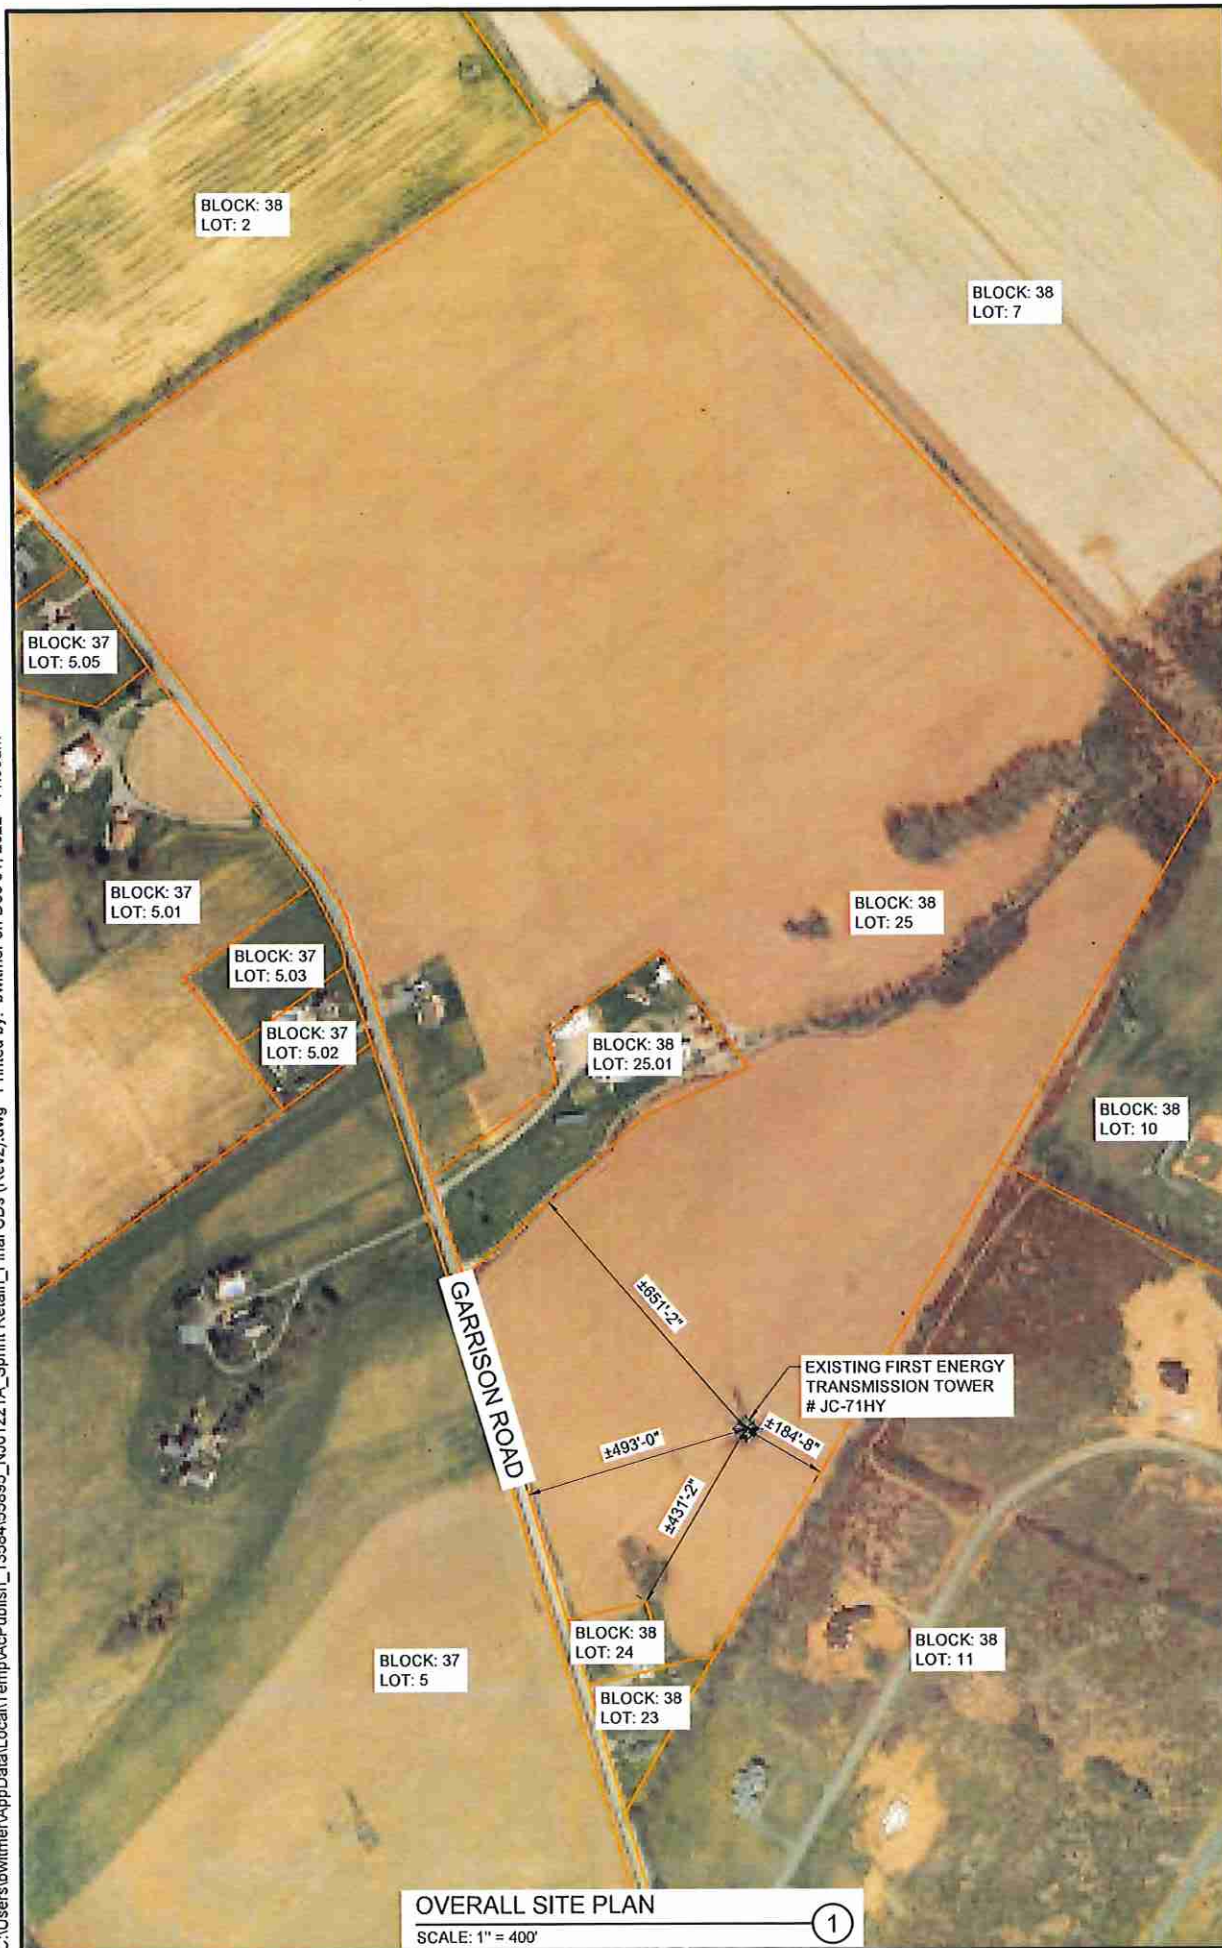 BLOCK: 38
LOT: 2
BLOCK: 38
LOT: 7
BLOCK: 37
LOT: 5.05
BLOCK: 37
LOT: 5.01
BLOCK: 38
LOT: 25
BLOCK: 37
LOT: 5.03
BLOCK: 37
LOT: 5.02
BLOCK: 38
LOT: 25.01
BLOCK: 38
LOT: 10
GARRISON ROAD
±651'-2"
EXISTING FIRST ENERGY
TRANSMISSION TOWER
# JC-71HY
±184'-8"
±493'-0"
±431'-2"
BLOCK: 38
LOT: 24
BLOCK: 38
LOT: 11
BLOCK: 37
LOT: 5
BLOCK: 38
LOT: 23
OVERALL SITE PLAN
SCALE: 1" = 400'
1